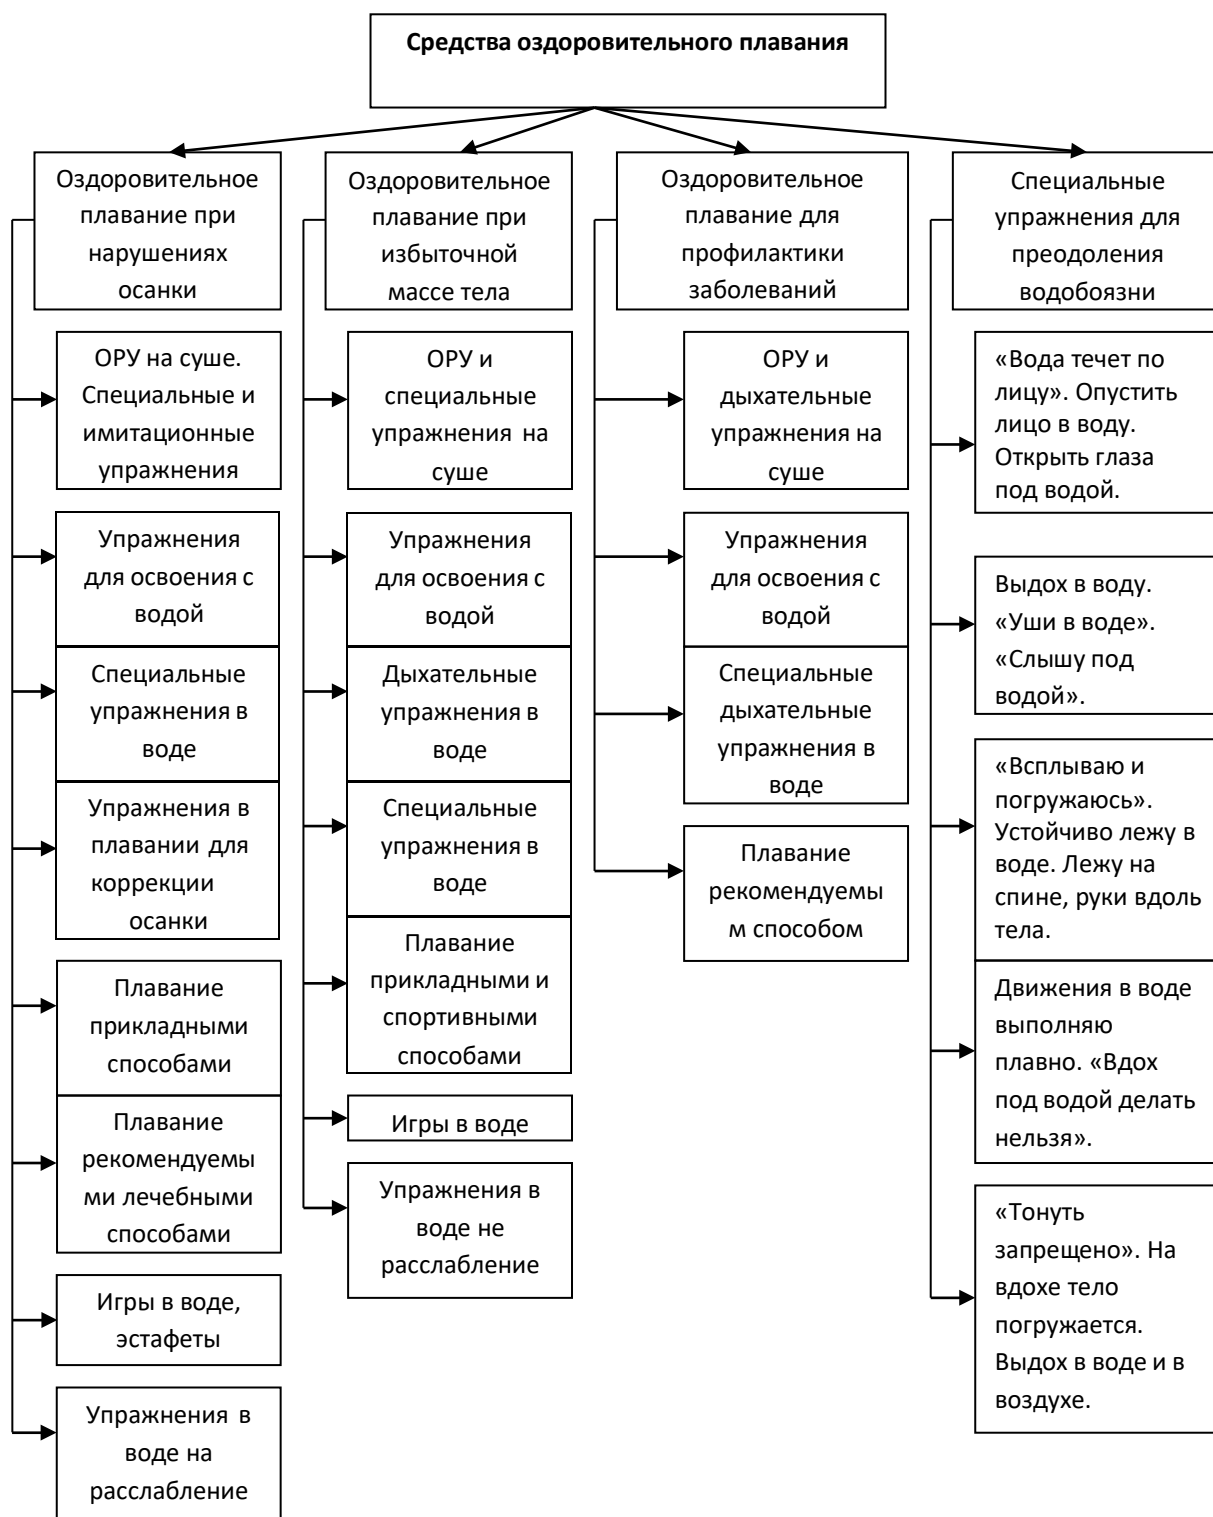 Средства оздоровительного плавания
Оздоровительное
плавание при
нарушениях
осанки
ОРУ на суше.
Специальные и
имитационные
упражнения
Упражнения
для освоения с
водой
Специальные
упражнения в
воде
Упражнения в
плавании для
коррекции
осанки
Плавание
прикладными
способами
Плавание
рекомендуемы
ми лечебными
способами
Игры в воде,
эстафеты
Упражнения в
воде на
расслабление
Оздоровительное
плавание при
избыточной
массе тела
ОРУ и
специальные
упражнения на
суше
Упражнения
для освоения с
водой
Дыхательные
упражнения в
воде
Специальные
упражнения в
воде
Плавание
прикладными и
спортивными
способами
Игры в воде
Упражнения в
воде не
расслабление
Оздоровительное
плавание для
профилактики
заболеваний
ОРУ и
дыхательные
упражнения на
суше
Упражнения
для освоения с
водой
Специальные
дыхательные
упражнения в
воде
Плавание
рекомендуемы
м способом
Специальные
упражнения для
преодоления
водобоязни
«Вода течет по
лицу». Опустить
лицо в воду.
Открыть глаза
под водой.
Выдох в воду.
«Уши в воде».
«Слышу под
водой».
«Всплываю и
погружаюсь».
Устойчиво лежу в
воде. Лежу на
спине, руки вдоль
тела.
Движения в воде
выполняю
плавно. «Вдох
под водой делать
нельзя».
«Тонуть
запрещено». На
вдохе тело
погружается.
Выдох в воде и в
воздухе.